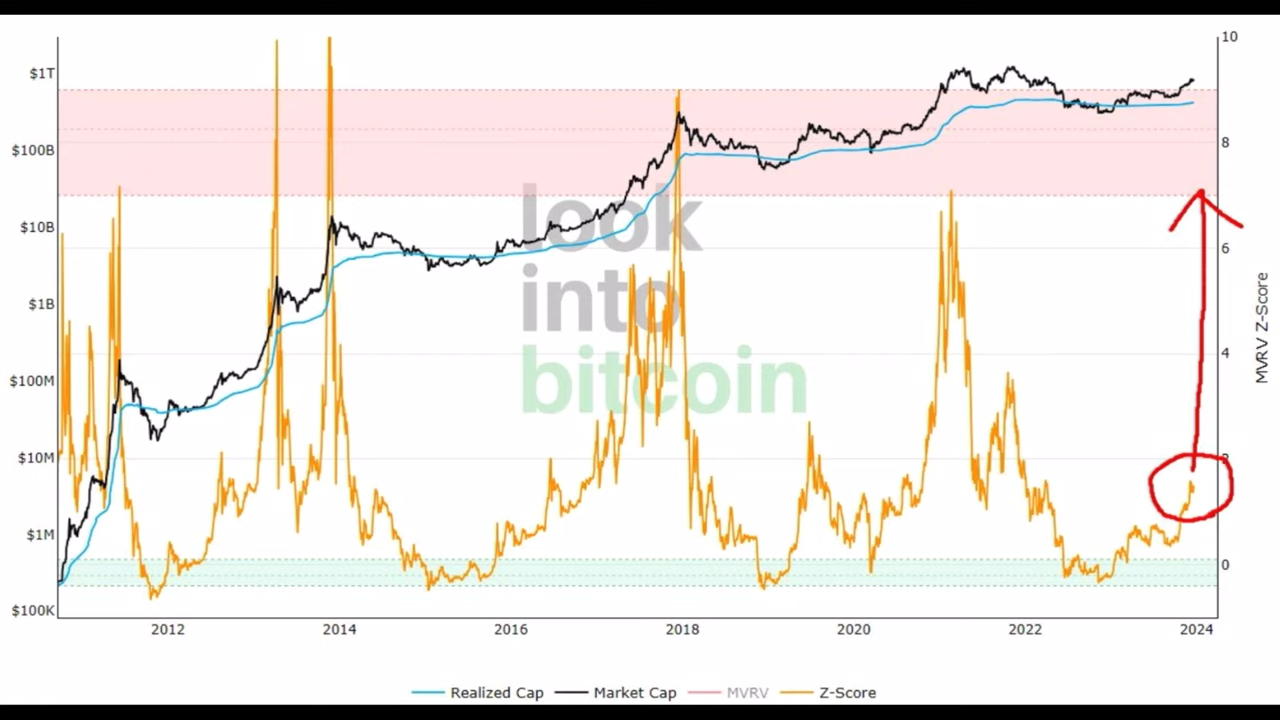 $1T
$100B
$10B
$1B
$100M
$10M
$1M
$100K
10
8
6
4
2
0
MVRV Z-Score
look
into
bitcoin
2012
2014
2016
2018
2020
2022
2024
Realized Cap
Market Cap
MVRV
Z-Score